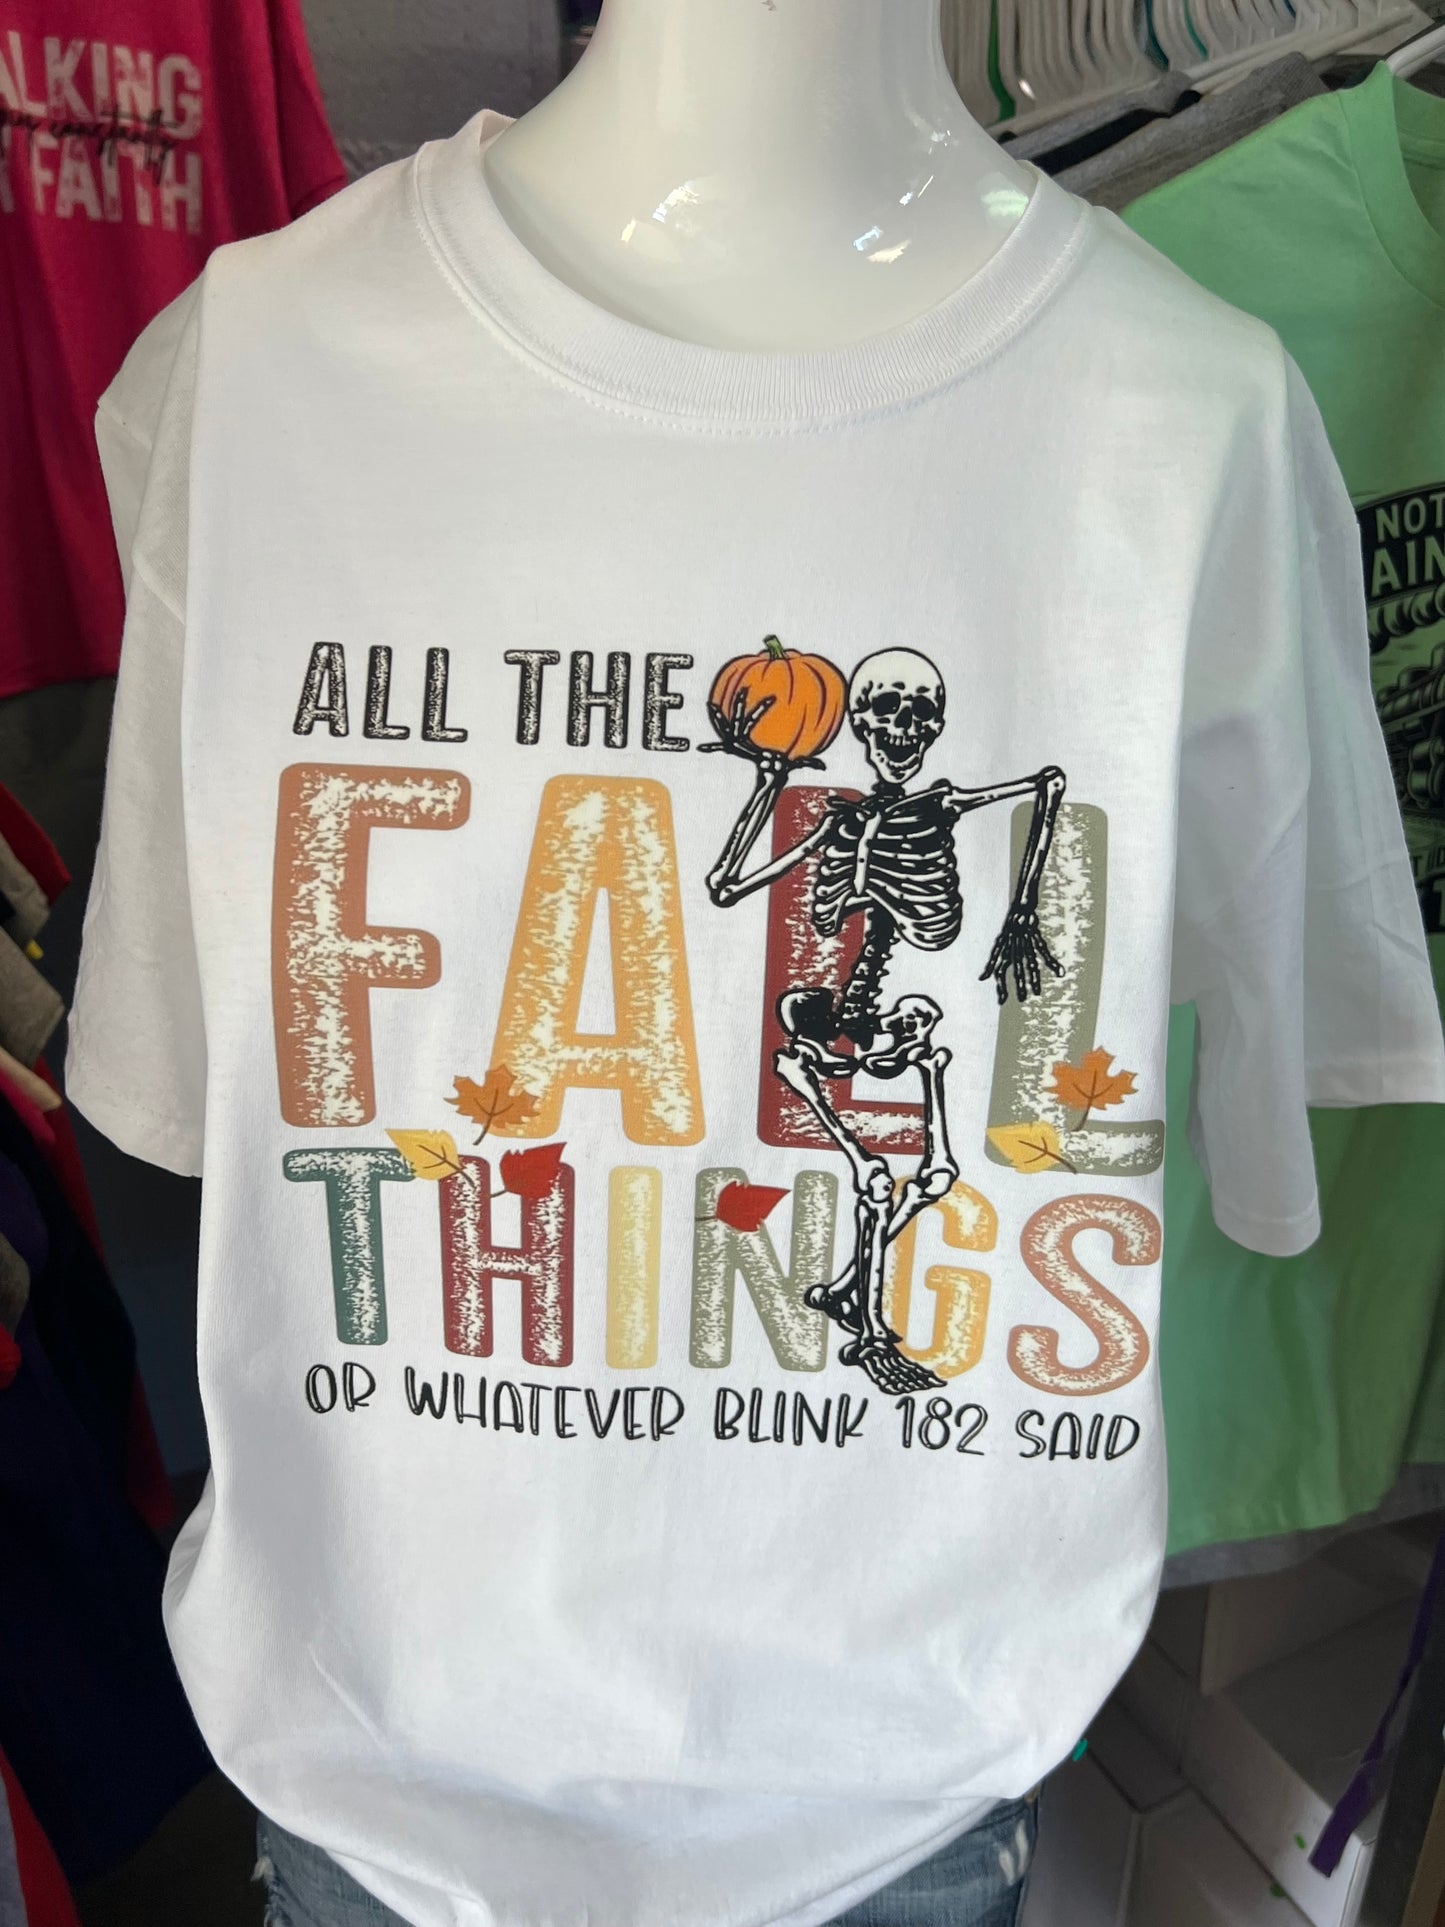 ALL THE
FALL
THINGS
OR WHATEVER BLINK 182 SAID
ALKING
FAITH
NOT